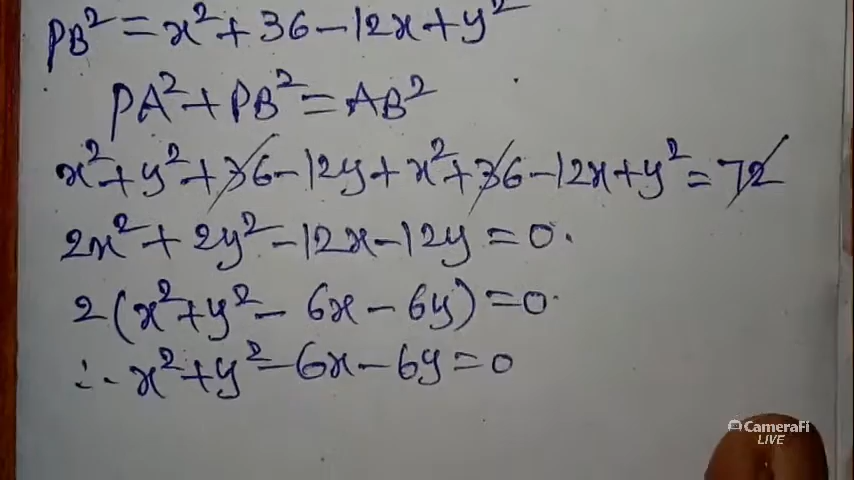 PB² = x² + 36 - 12x + y²
PA² + PB² = AB²
x² + y² + 36 - 12y + x² + 36 - 12x + y² = 72
2x² + 2y² - 12x - 12y = 0.
2(x² + y² - 6x - 6y) = 0.
∴ x² + y² - 6x - 6y = 0
CameraFi
LIVE